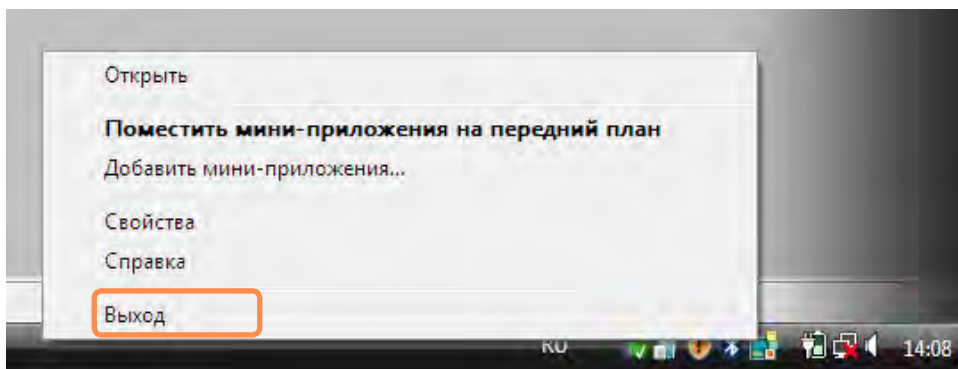 Открыть
Поместить мини-приложения на передний план
Добавить мини-приложения...
Свойства
Справка
Выход
RU 14:08